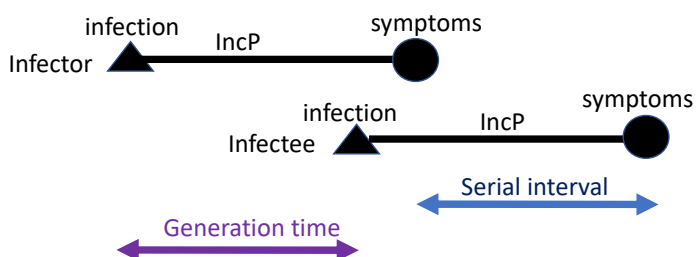 infection
symptoms
IncP
Infector
infection
symptoms
IncP
Infectee
Serial interval
Generation time